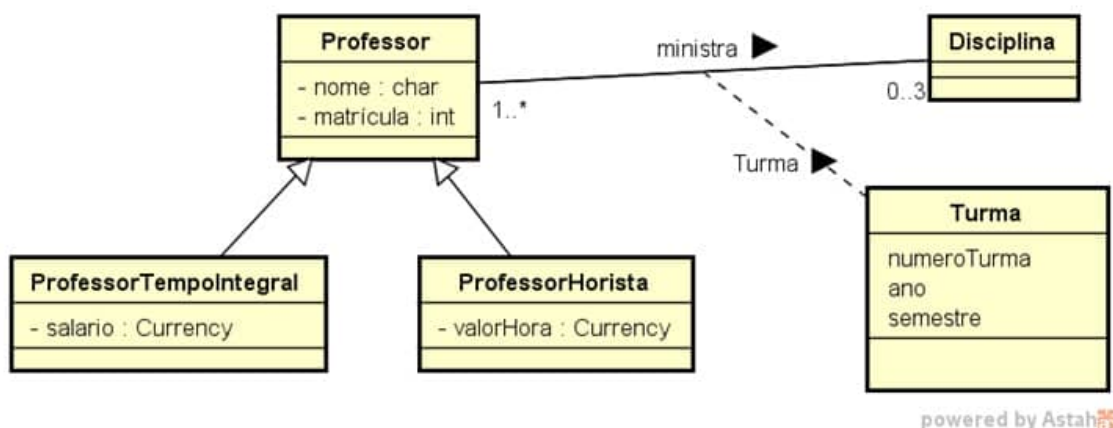 Professor
- nome : char
- matrícula : int
1..*
ministra
0..3
Disciplina
Turma
Turma
numeroTurma
ano
semestre
ProfessorTempoIntegral
- salario : Currency
ProfessorHorista
- valorHora : Currency
powered by Astah